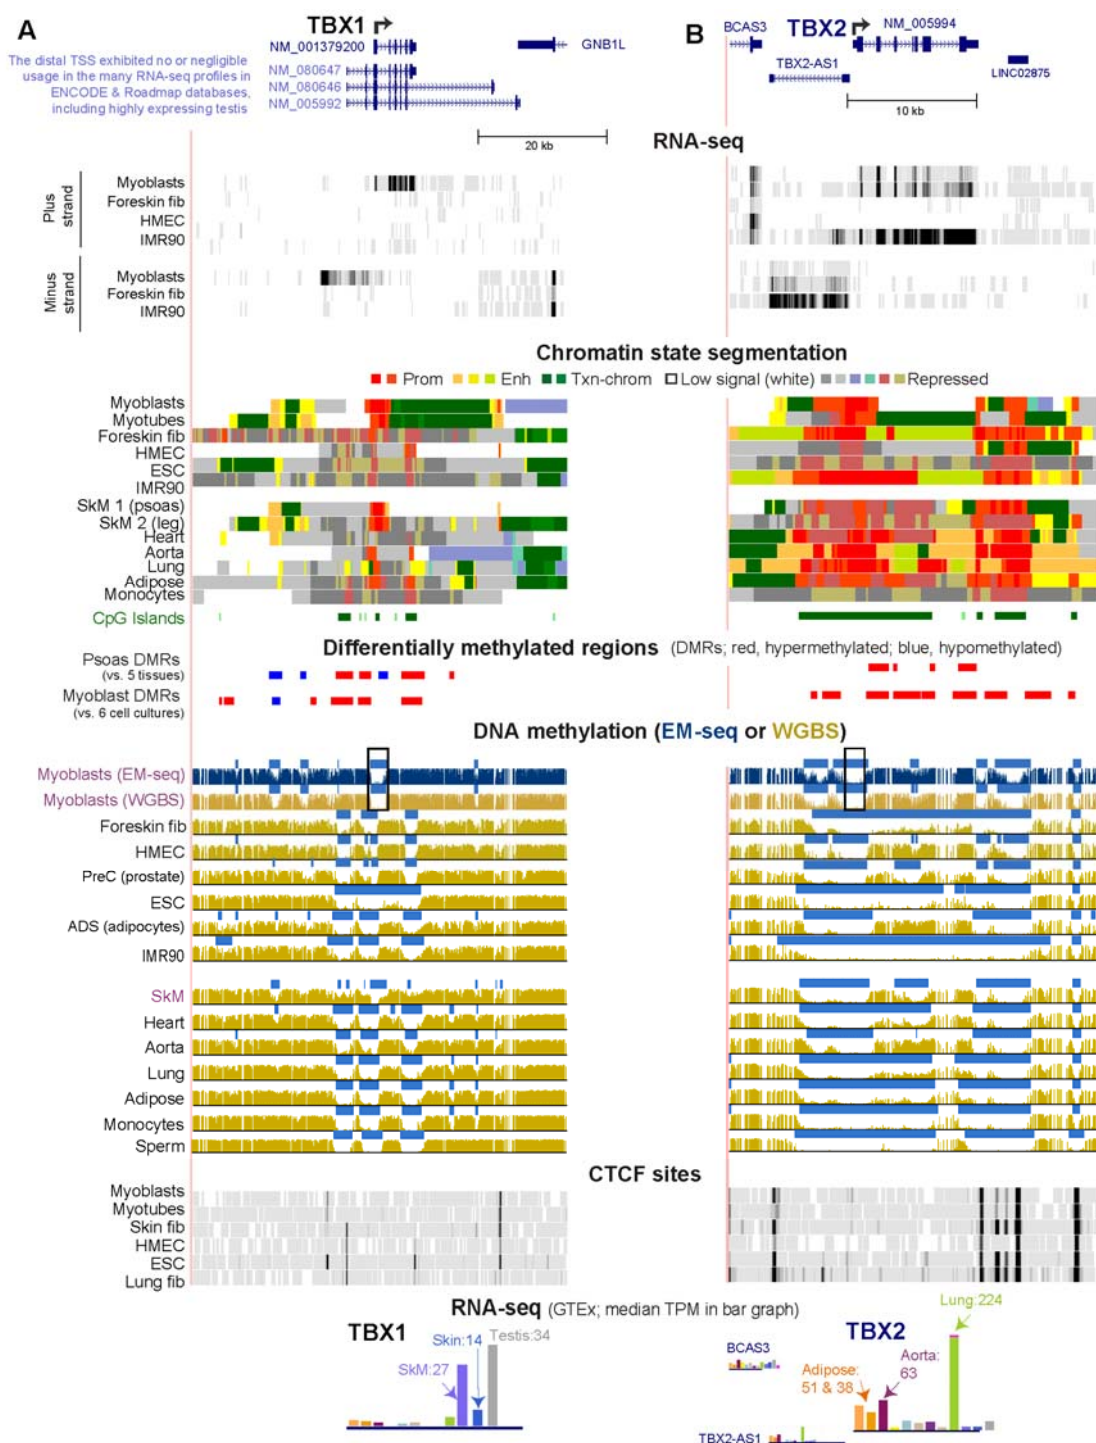 A
TBX1
NM_001379200
GNB1L
The distal TSS exhibited no or negligible
usage in the many RNA-seq profiles in
ENCODE & Roadmap databases,
including highly expressing testis
NM_080647
NM_080646
NM_005992
20 kb
B
BCAS3
TBX2
NM_005994
TBX2-AS1
LINC02875
10 kb
RNA-seq
Plus
strand
Myoblasts
Foreskin fib
HMEC
IMR90
Minus
strand
Myoblasts
Foreskin fib
IMR90
Chromatin state segmentation
Prom
Enh
Txn-chrom
Low signal (white)
Repressed
Myoblasts
Myotubes
Foreskin fib
HMEC
ESC
IMR90
SkM 1 (psoas)
SkM 2 (leg)
Heart
Aorta
Lung
Adipose
Monocytes
CpG Islands
Differentially methylated regions (DMRs; red, hypermethylated; blue, hypomethylated)
Psoas DMRs
(vs. 5 tissues)
Myoblast DMRs
(vs. 6 cell cultures)
DNA methylation (EM-seq or WGBS)
Myoblasts (EM-seq)
Myoblasts (WGBS)
Foreskin fib
HMEC
PreC (prostate)
ESC
ADS (adipocytes)
IMR90
SkM
Heart
Aorta
Lung
Adipose
Monocytes
Sperm
CTCF sites
Myoblasts
Myotubes
Skin fib
HMEC
ESC
Lung fib
RNA-seq (GTEx; median TPM in bar graph)
TBX1
SkM:27
Skin:14
Testis:34
BCAS3
TBX2-AS1
TBX2
Adipose:
51 & 38
Aorta:
63
Lung:224